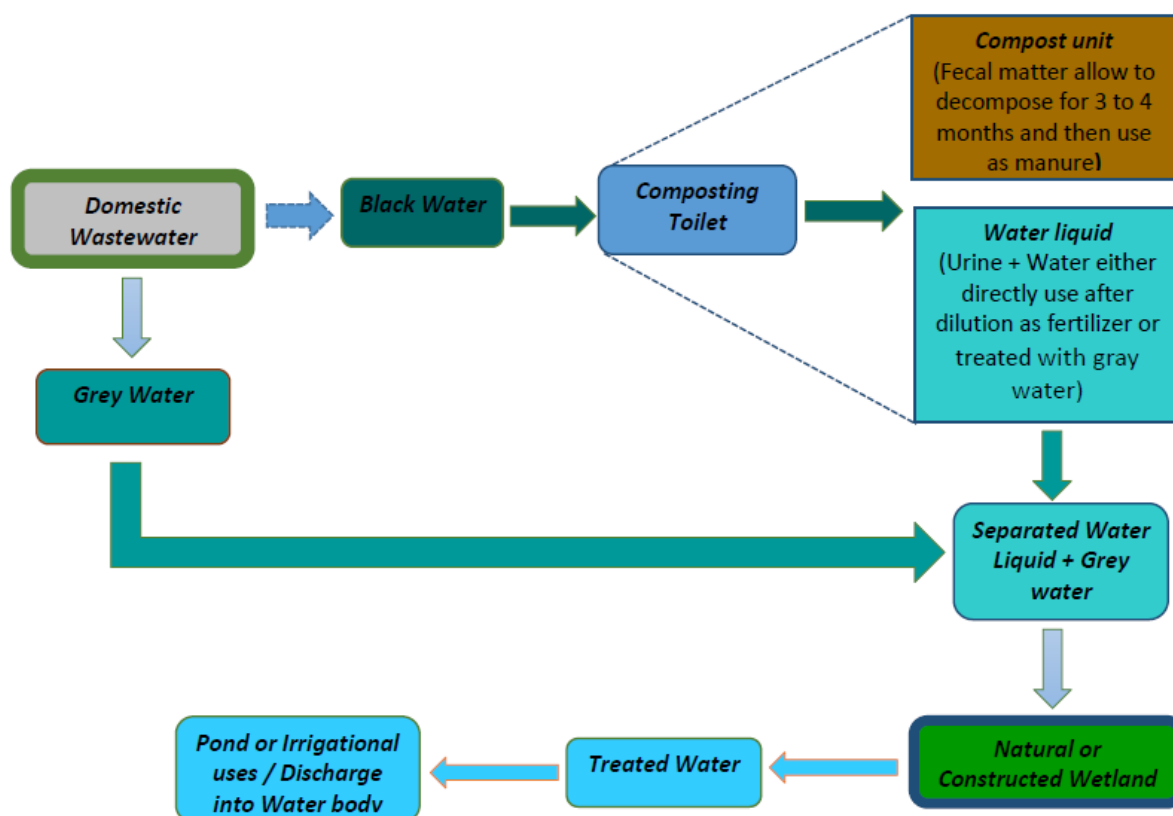 Domestic
Wastewater
Black Water
Composting
Toilet
Compost unit
(Fecal matter allow to
decompose for 3 to 4
months and then use
as manure)
Water liquid
(Urine + Water either
directly use after
dilution as fertilizer or
treated with gray
water)
Grey Water
Separated Water
Liquid + Grey
water
Natural or
Constructed Wetland
Treated Water
Pond or Irrigational
uses / Discharge
into Water body